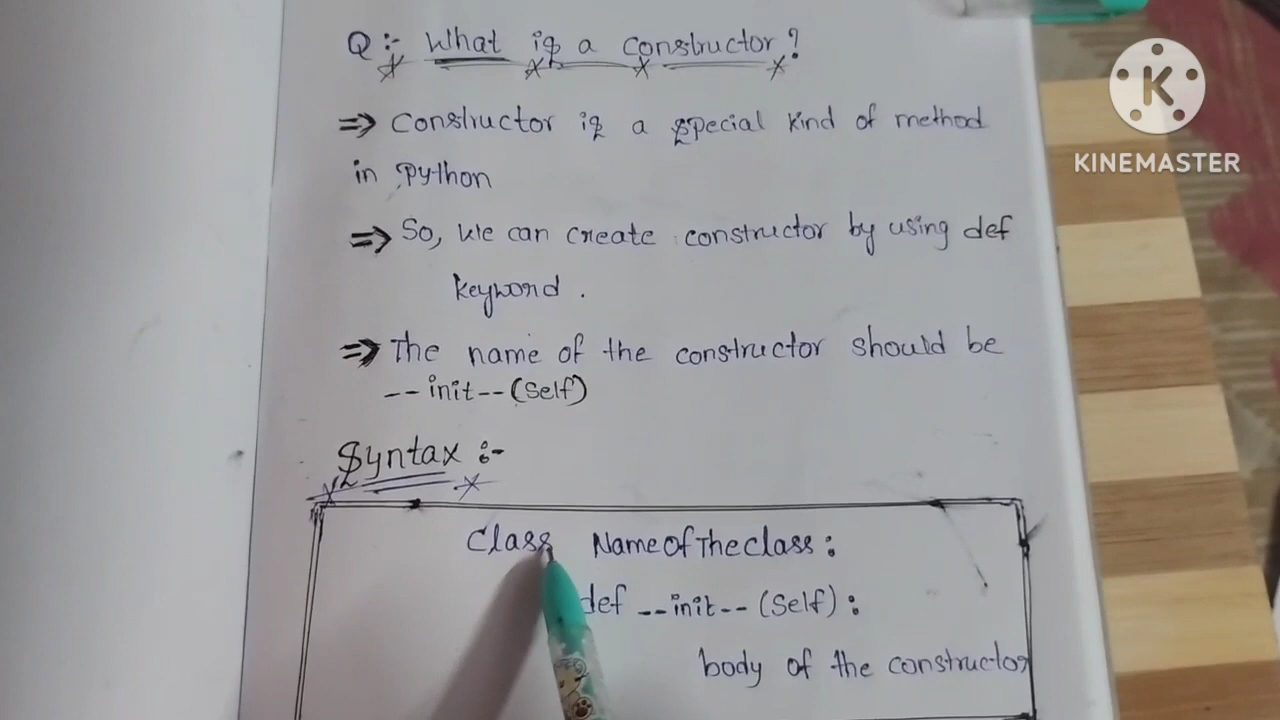 Q:- What is a constructor?
⇒ Constructor is a special kind of method
in python
⇒ So, we can create constructor by using def
keyword.
⇒ The name of the constructor should be
--init--(Self)
Syntax :-
Class NameOfTheClass:
def --init-- (Self):
body of the constructor
KINEMASTER